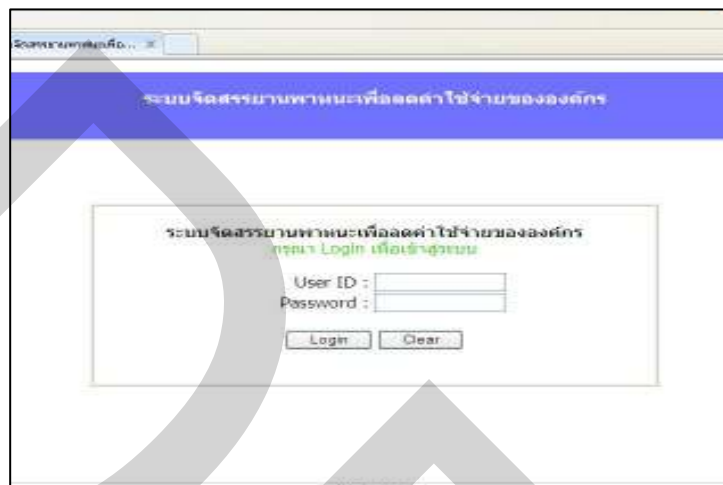 ระบบจัดสรรยานพาหนะเพื่อลดค่าใช้จ่ายขององค์กร
ระบบจัดสรรยานพาหนะเพื่อลดค่าใช้จ่ายขององค์กร
กรุณา Login เพื่อเข้าสู่ระบบ
User ID :
Password :
Login Clear